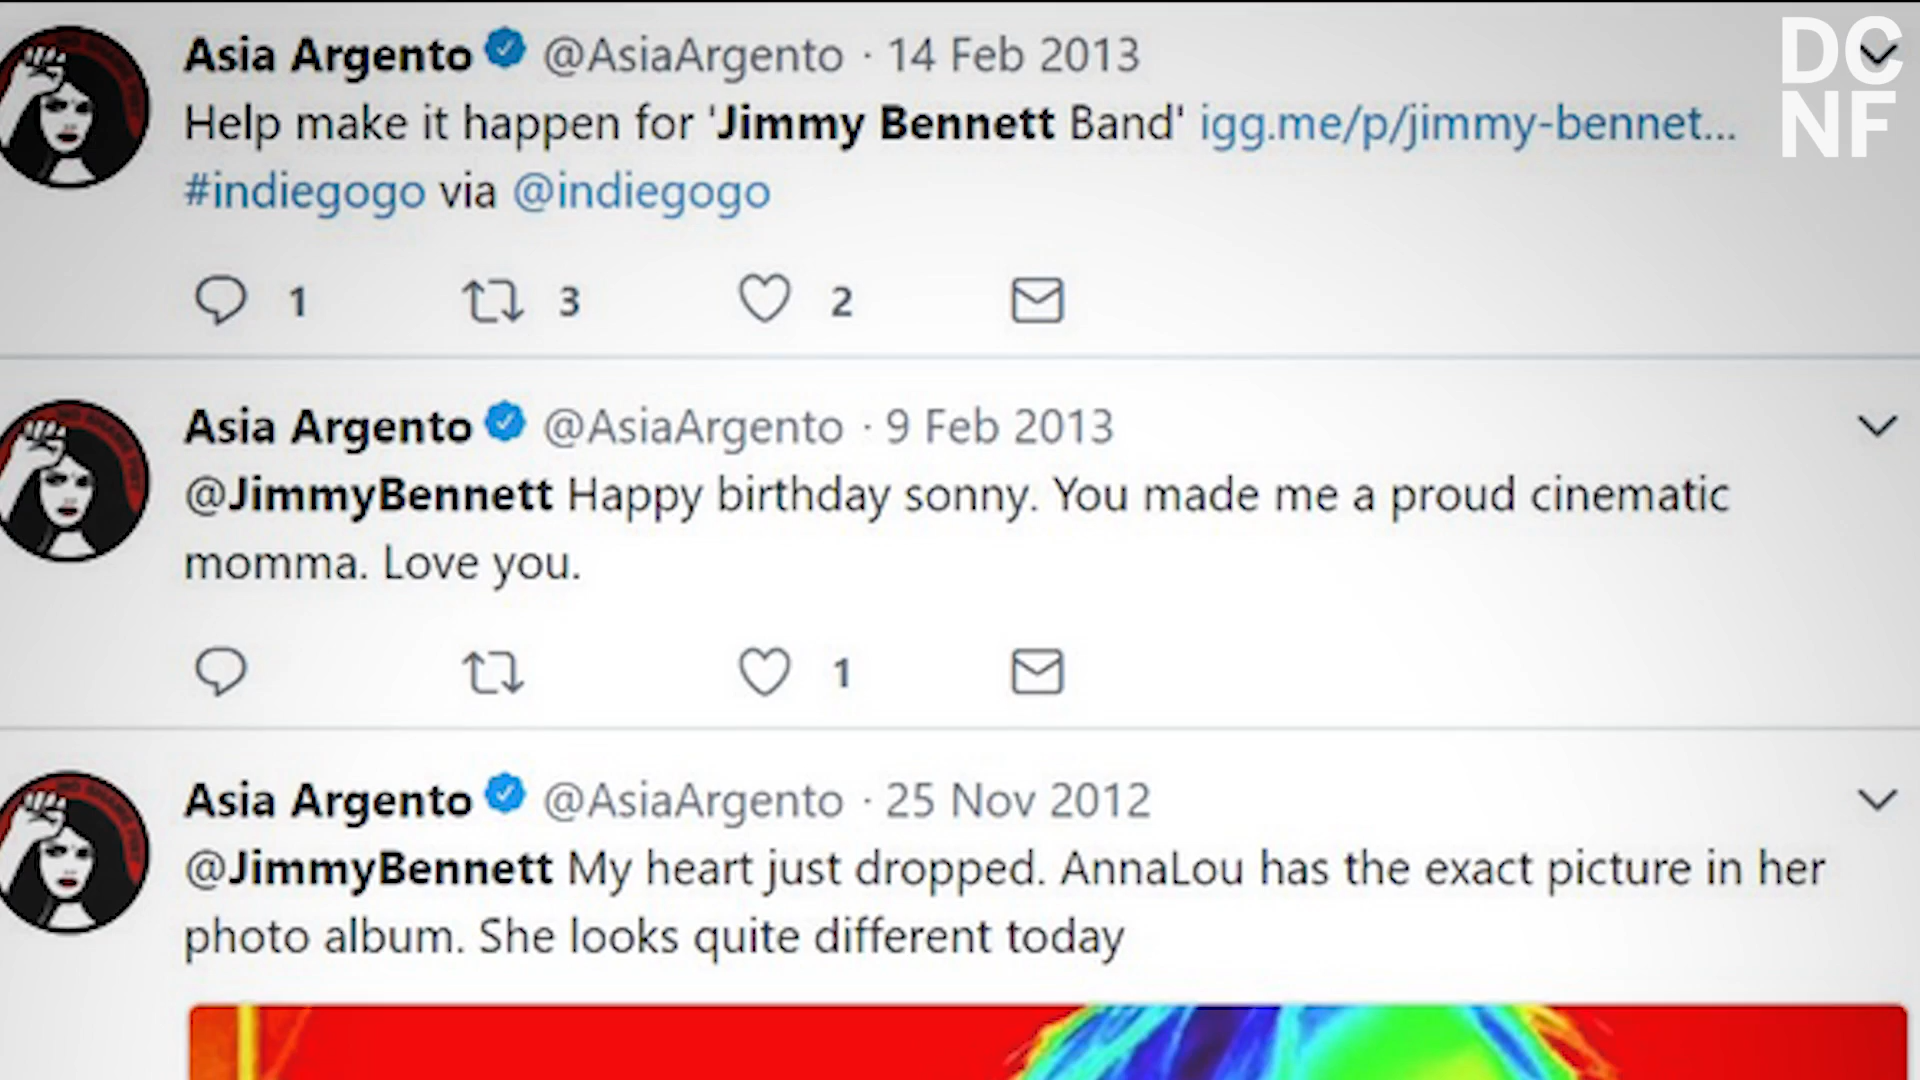 Asia Argento @AsiaArgento · 14 Feb 2013
Help make it happen for 'Jimmy Bennett Band' igg.me/p/jimmy-bennet...
#indiegogo via @indiegogo
1 3 2
Asia Argento @AsiaArgento · 9 Feb 2013
@JimmyBennett Happy birthday sonny. You made me a proud cinematic
momma. Love you.
1
Asia Argento @AsiaArgento · 25 Nov 2012
@JimmyBennett My heart just dropped. AnnaLou has the exact picture in her
photo album. She looks quite different today
DC
NF